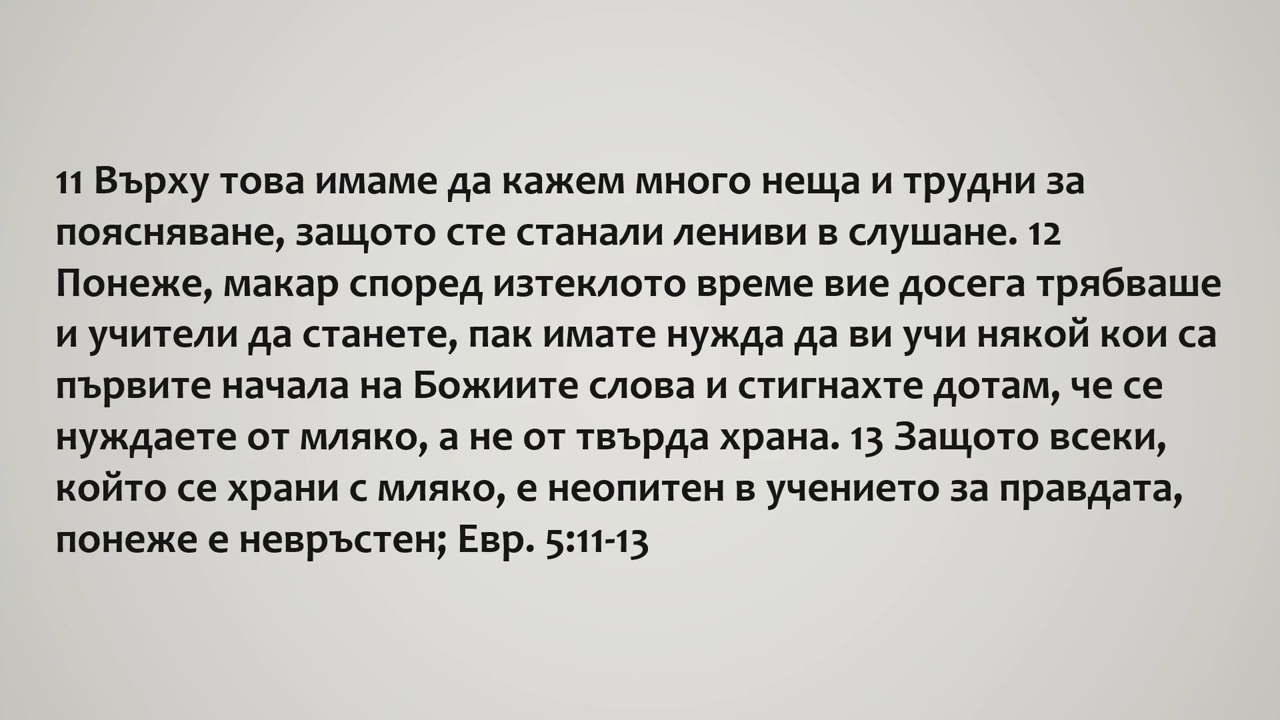 11 Върху това имаме да кажем много неща и трудни за
поясняване, защото сте станали лениви в слушане. 12
Понеже, макар според изтеклото време вие досега трябваше
и учители да станете, пак имате нужда да ви учи някой кои са
първите начала на Божиите слова и стигнахте дотам, че се
нуждаете от мляко, а не от твърда храна. 13 Защото всеки,
който се храни с мляко, е неопитен в учението за правдата,
понеже е невръстен; Евр. 5:11-13